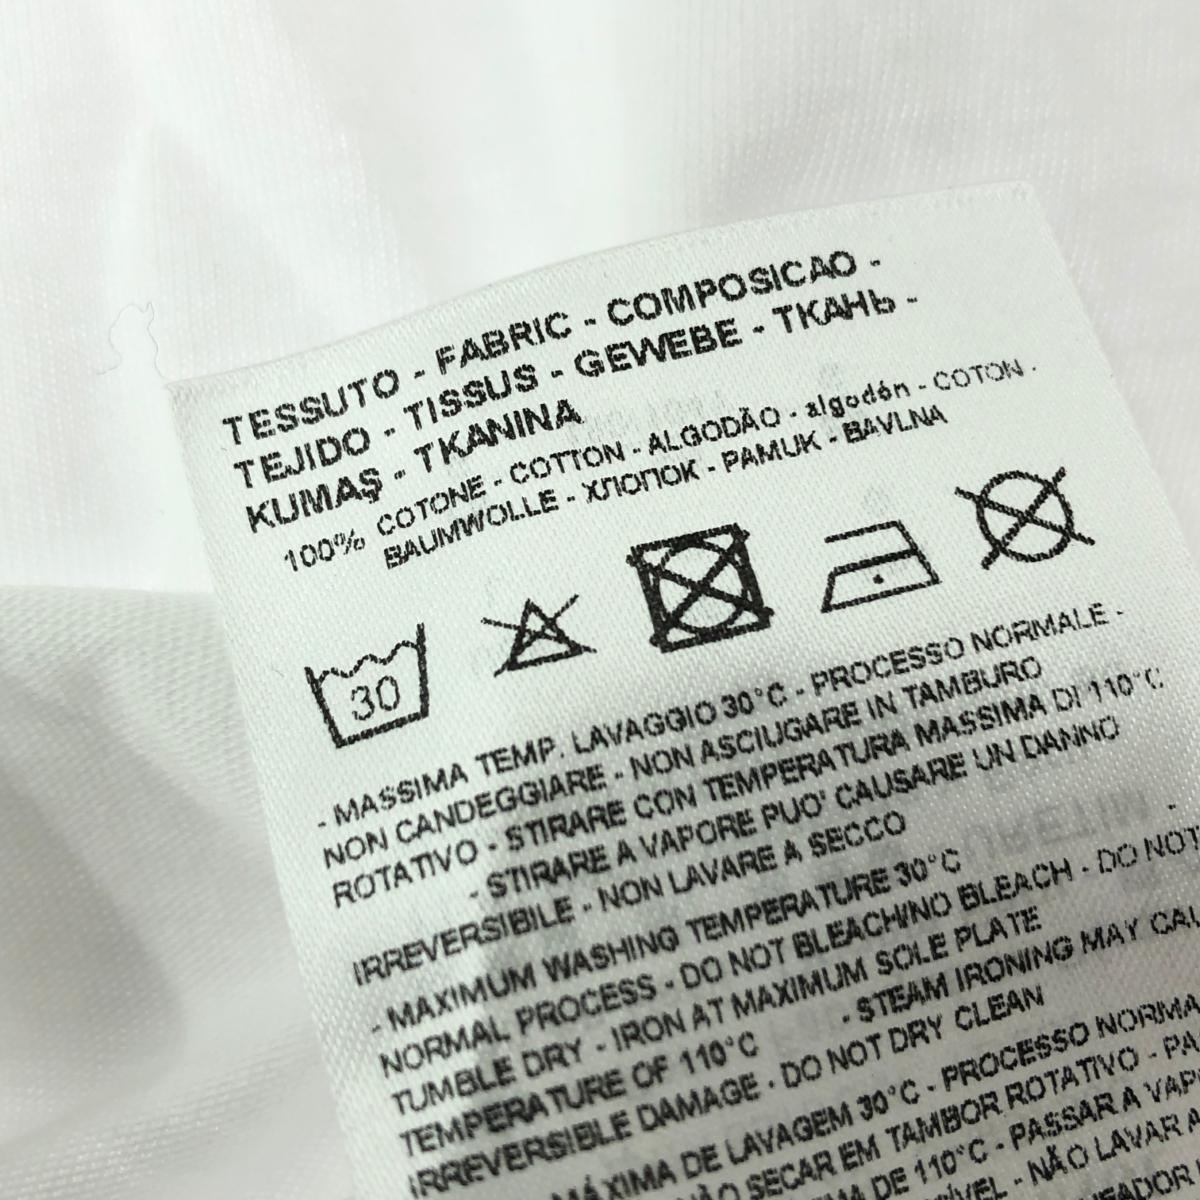 TESSUTO - FABRIC - COMPOSICAO -
TEJIDO - TISSUS - GEWEBE - ТКАНЬ -
KUMAŞ - TKANINA
100% COTONE - COTTON - ALGODÃO - algodón - COTON -
BAUMWOLLE - ХЛОПОК - PAMUK - BAVLNA
30
- MASSIMA TEMP. LAVAGGIO 30°C - PROCESSO NORMALE -
NON CANDEGGIARE - NON ASCIUGARE IN TAMBURO
ROTATIVO - STIRARE CON TEMPERATURA MASSIMA DI 110°C
- STIRARE A VAPORE PUO' CAUSARE UN DANNO
IRREVERSIBILE - NON LAVARE A SECCO
- MAXIMUM WASHING TEMPERATURE 30°C -
NORMAL PROCESS - DO NOT BLEACH/NO BLEACH - DO NOT
TUMBLE DRY - IRON AT MAXIMUM SOLE PLATE
TEMPERATURE OF 110°C - STEAM IRONING MAY
IRREVERSIBLE DAMAGE - DO NOT DRY CLEAN
MÁXIMA DE LAVAGEM 30°C - PROCESSO
NÃO SECAR EM TAMBOR ROTATIVO -
DE 110°C - PASSAR A
- NÃO LAVAR A